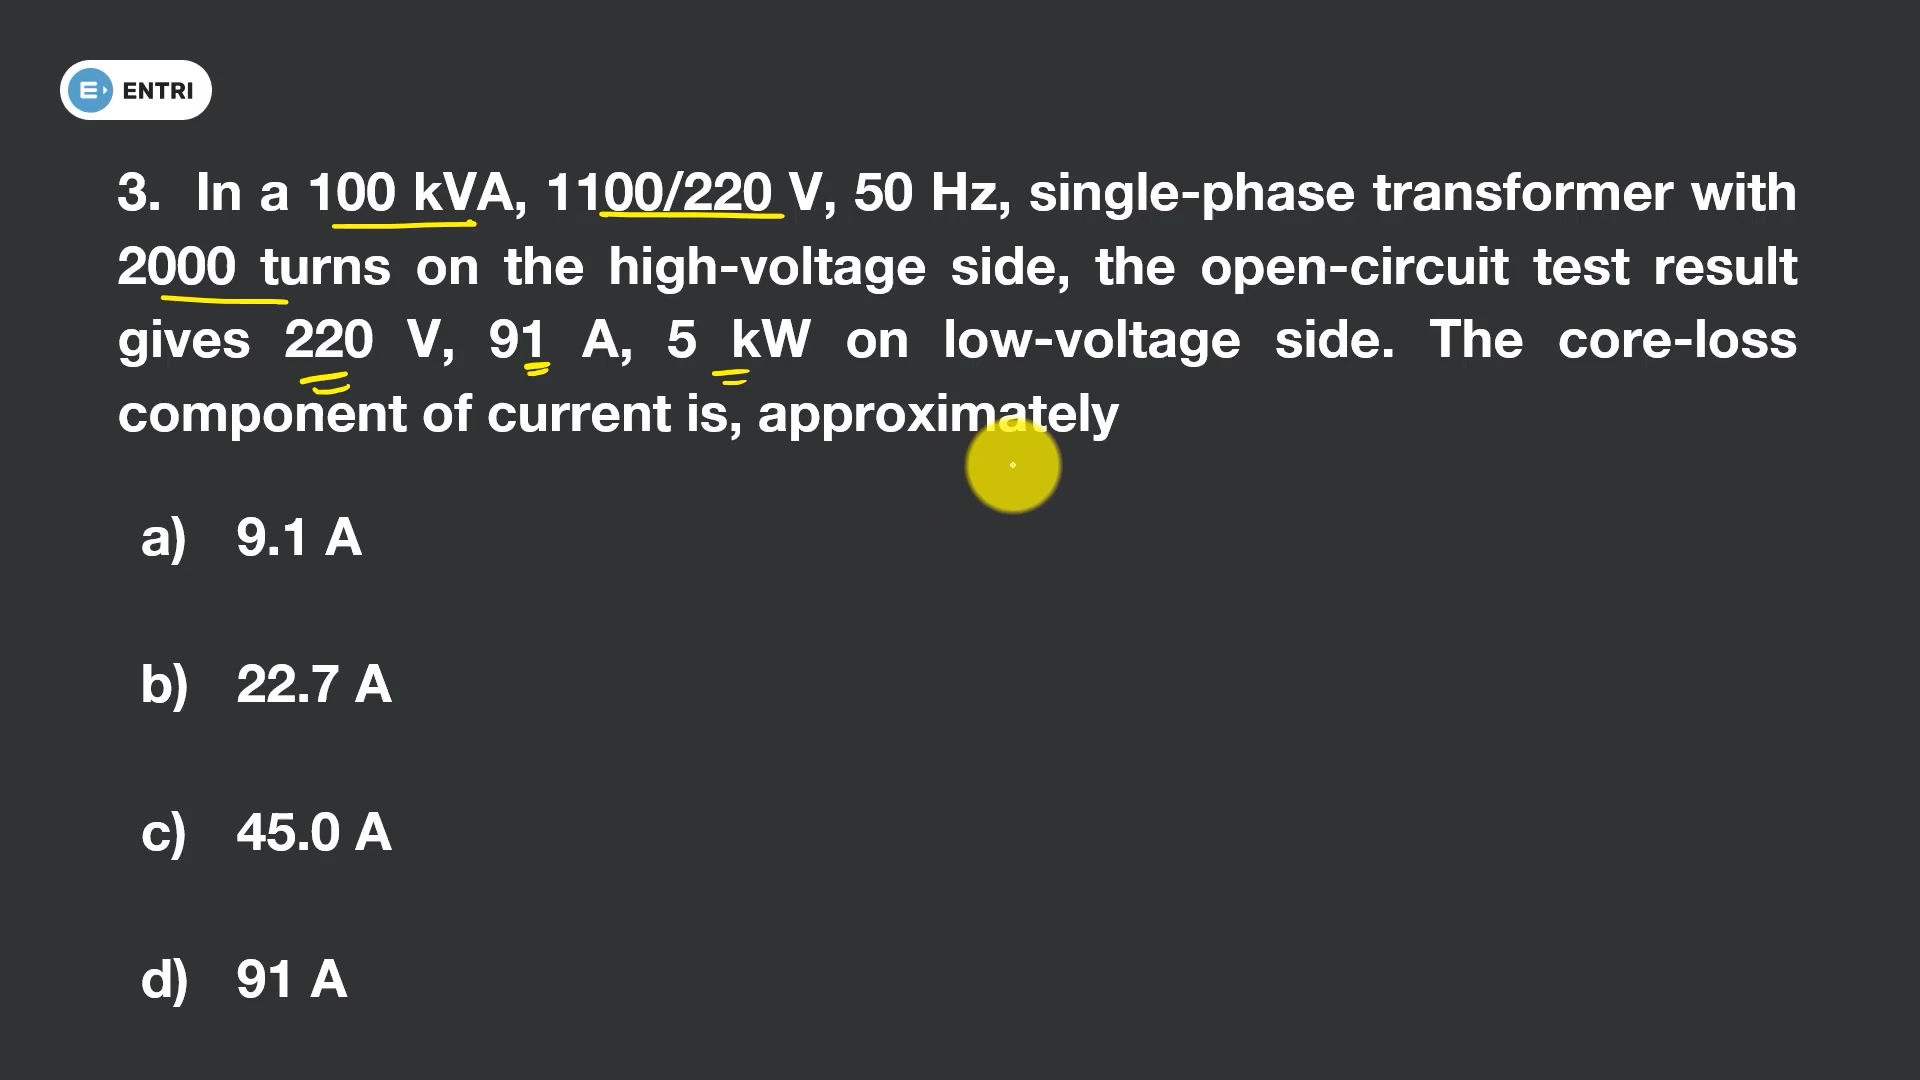 ENTRI
3. In a 100 kVA, 1100/220 V, 50 Hz, single-phase transformer with
2000 turns on the high-voltage side, the open-circuit test result
gives 220 V, 91 A, 5 kW on low-voltage side. The core-loss
component of current is, approximately
a) 9.1 A
b) 22.7 A
c) 45.0 A
d) 91 A